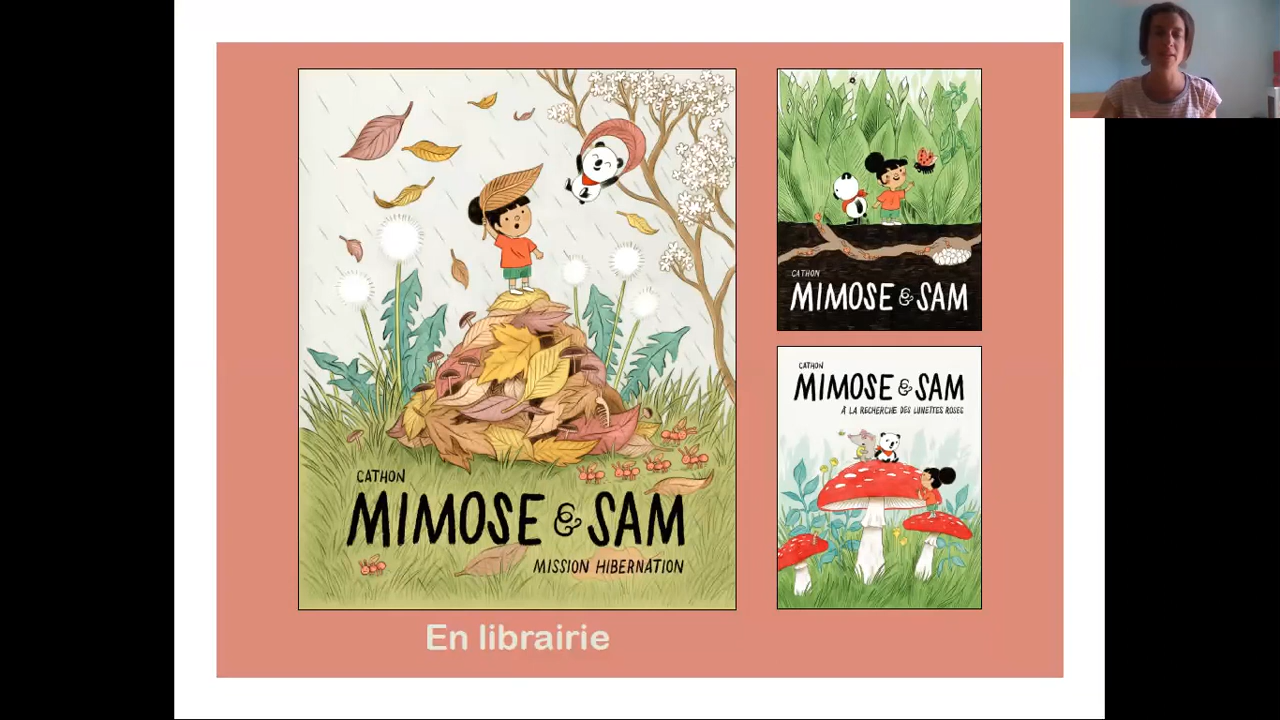 CATHON
MIMOSE & SAM
MISSION HIBERNATION
En librairie
CATHON
MIMOSE & SAM
CATHON
MIMOSE & SAM
À LA RECHERCHE DES LUNETTES ROSES